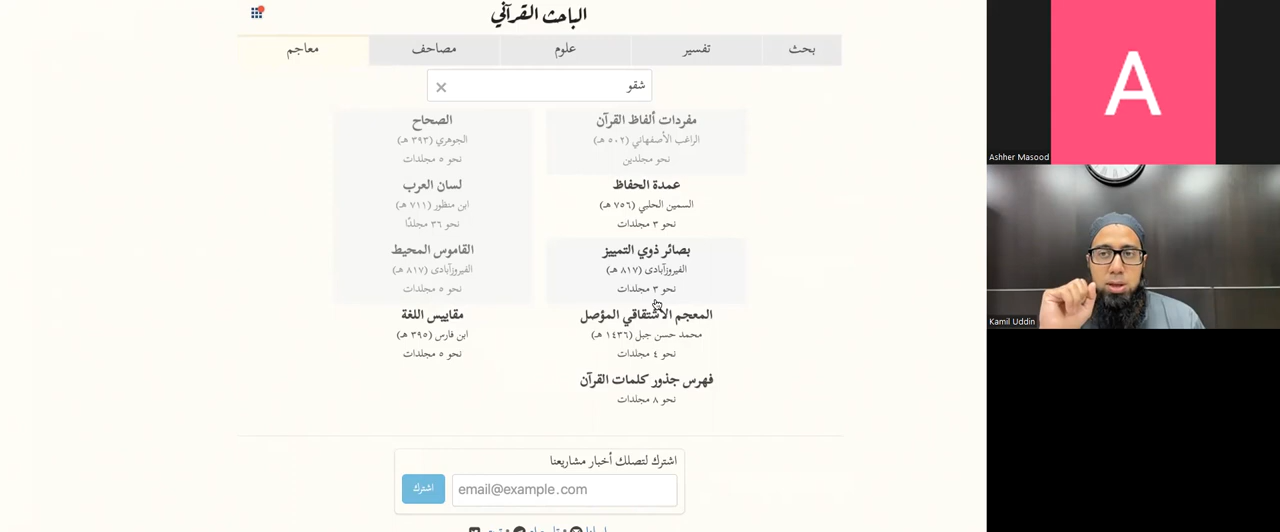 الباحث القرآني
بحث
تفسير
علوم
مصاحف
معاجم
شقو
مفردات ألفاظ القرآن
الراغب الأصفهاني (٥٠٢ هـ)
نحو مجلدين
عمدة الحفاظ
السمين الحلبي (٧٥٦ هـ)
نحو ٣ مجلدات
بصائر ذوي التمييز
الفيروزآبادى (٨١٧ هـ)
نحو ٣ مجلدات
المعجم الاشتقاقي المؤصل
محمد حسن جبل (١٤٣٦ هـ)
نحو ٤ مجلدات
فهرس جذور كلمات القرآن
نحو ٨ مجلدات
الصحاح
الجوهري (٣٩٣ هـ)
نحو ٥ مجلدات
لسان العرب
ابن منظور (٧١١ هـ)
نحو ٣٦ مجلدًا
القاموس المحيط
الفيروزآبادى (٨١٧ هـ)
نحو ٥ مجلدات
مقاييس اللغة
ابن فارس (٣٩٥ هـ)
نحو ٥ مجلدات
اشترك لتصلك أخبار مشاريعنا
email@example.com
اشترك
A
Ashher Masood
Kamil Uddin